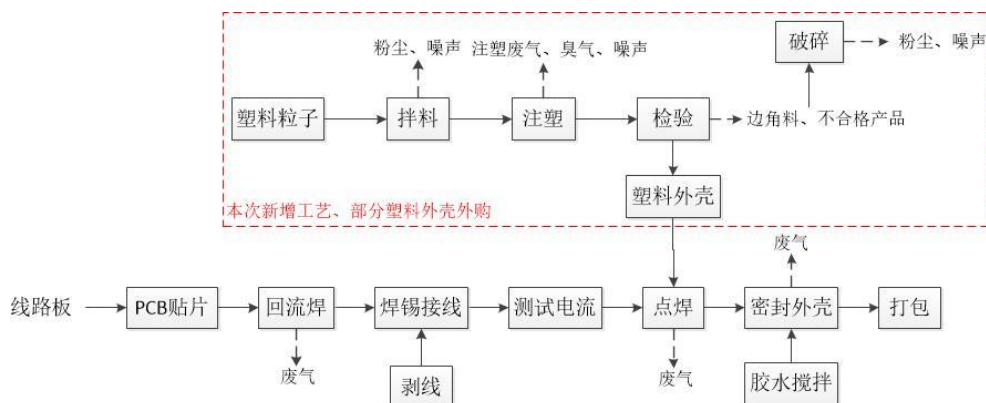 粉尘、噪声
注塑废气、臭气、噪声
破碎
粉尘、噪声
塑料粒子
拌料
注塑
检验
边角料、不合格产品
塑料外壳
本次新增工艺、部分塑料外壳外购
废气
线路板
PCB贴片
回流焊
焊锡接线
测试电流
点焊
密封外壳
打包
废气
剥线
废气
胶水搅拌